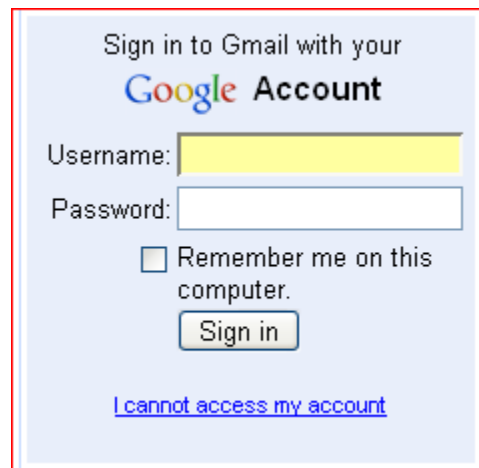 Sign in to Gmail with your
Google Account
Username:
Password:
Remember me on this
computer.
Sign in
I cannot access my account